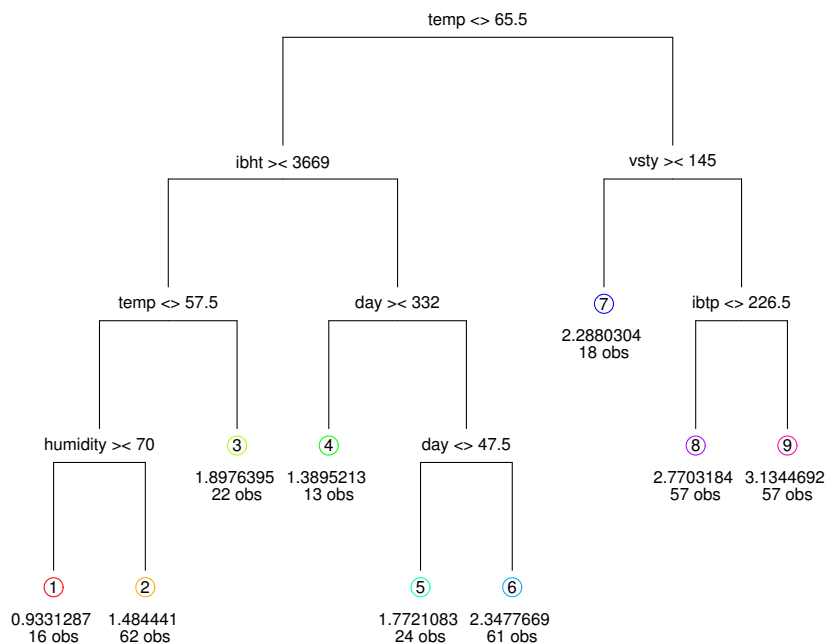 temp <> 65.5
ibht >< 3669
vsty >< 145
temp <> 57.5
day >< 332
7
ibtp <> 226.5
2.2880304
18 obs
humidity >< 70
3
4
day <> 47.5
8
9
1.8976395
22 obs
1.3895213
13 obs
2.7703184
57 obs
3.1344692
57 obs
1
2
5
6
0.9331287
16 obs
1.484441
62 obs
1.7721083
24 obs
2.3477669
61 obs